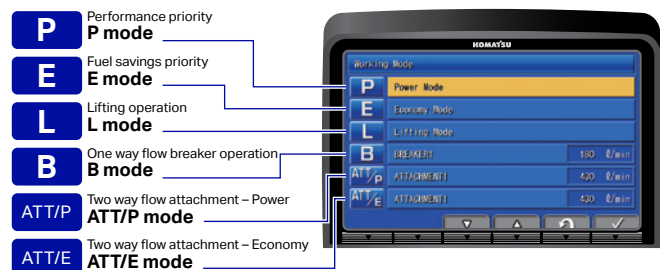 P
Performance priority
P mode
E
Fuel savings priority
E mode
L
Lifting operation
L mode
B
One way flow breaker operation
B mode
ATT/P
Two way flow attachment – Power
ATT/P mode
ATT/E
Two way flow attachment – Economy
ATT/E mode
KOMATSU
Working Mode
P Power Mode
E Economy Mode
L Lifting Mode
B BREAKER1 180 ℓ/min
ATT/P ATTACHMENT1 430 ℓ/min
ATT/E ATTACHMENT1 430 ℓ/min